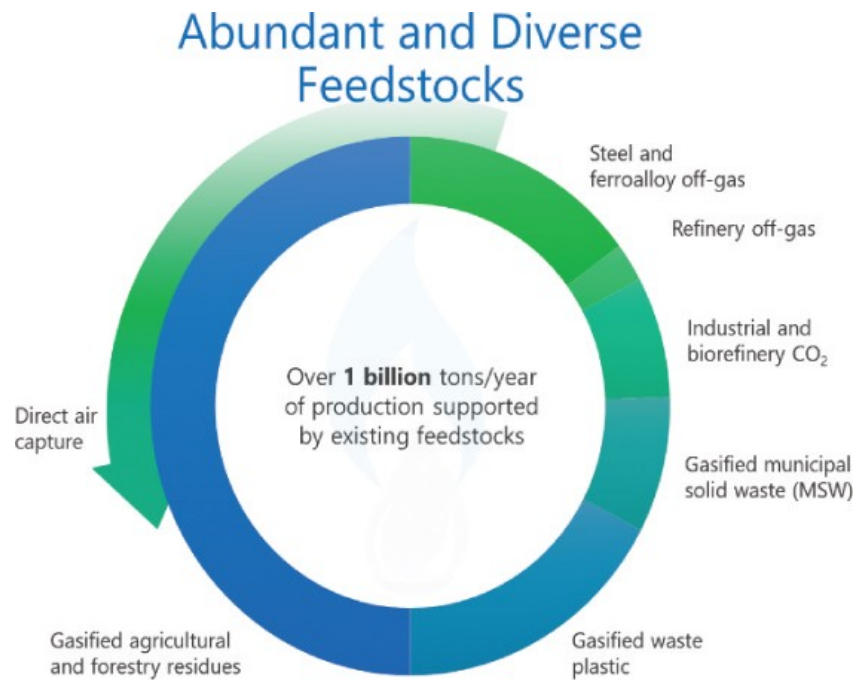 Abundant and Diverse
Feedstocks
Steel and
ferroalloy off-gas
Refinery off-gas
Industrial and
biorefinery CO₂
Over 1 billion tons/year
of production supported
by existing feedstocks
Direct air
capture
Gasified municipal
solid waste (MSW)
Gasified agricultural
and forestry residues
Gasified waste
plastic